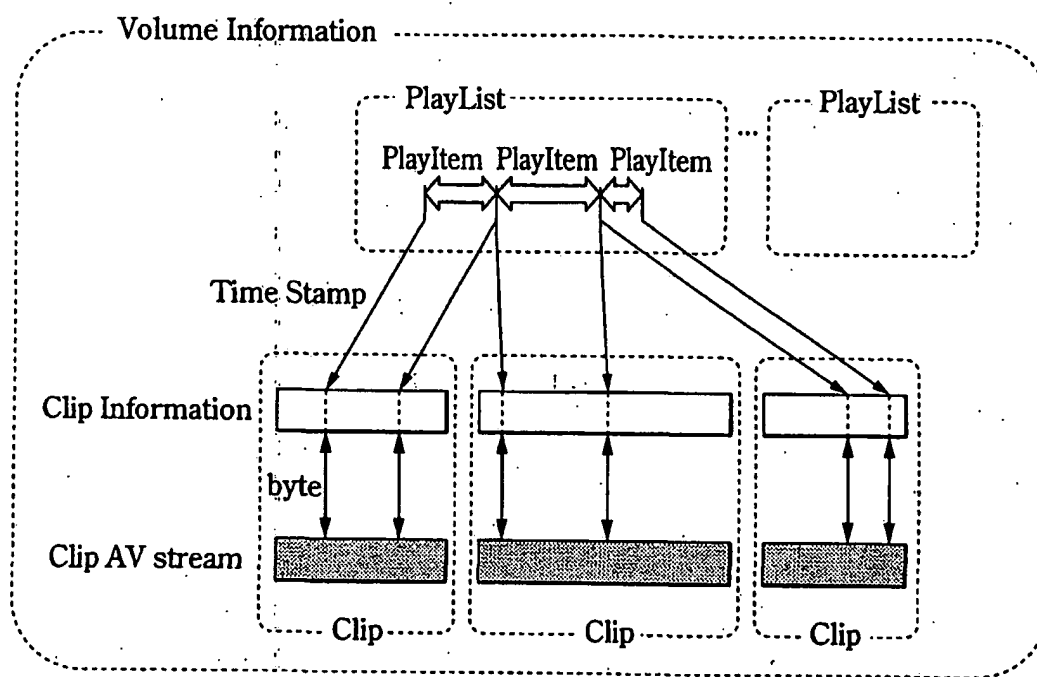 Volume Information
PlayList
PlayList
...
PlayItem PlayItem PlayItem
Time Stamp
Clip Information
byte
Clip AV stream
Clip
Clip
Clip